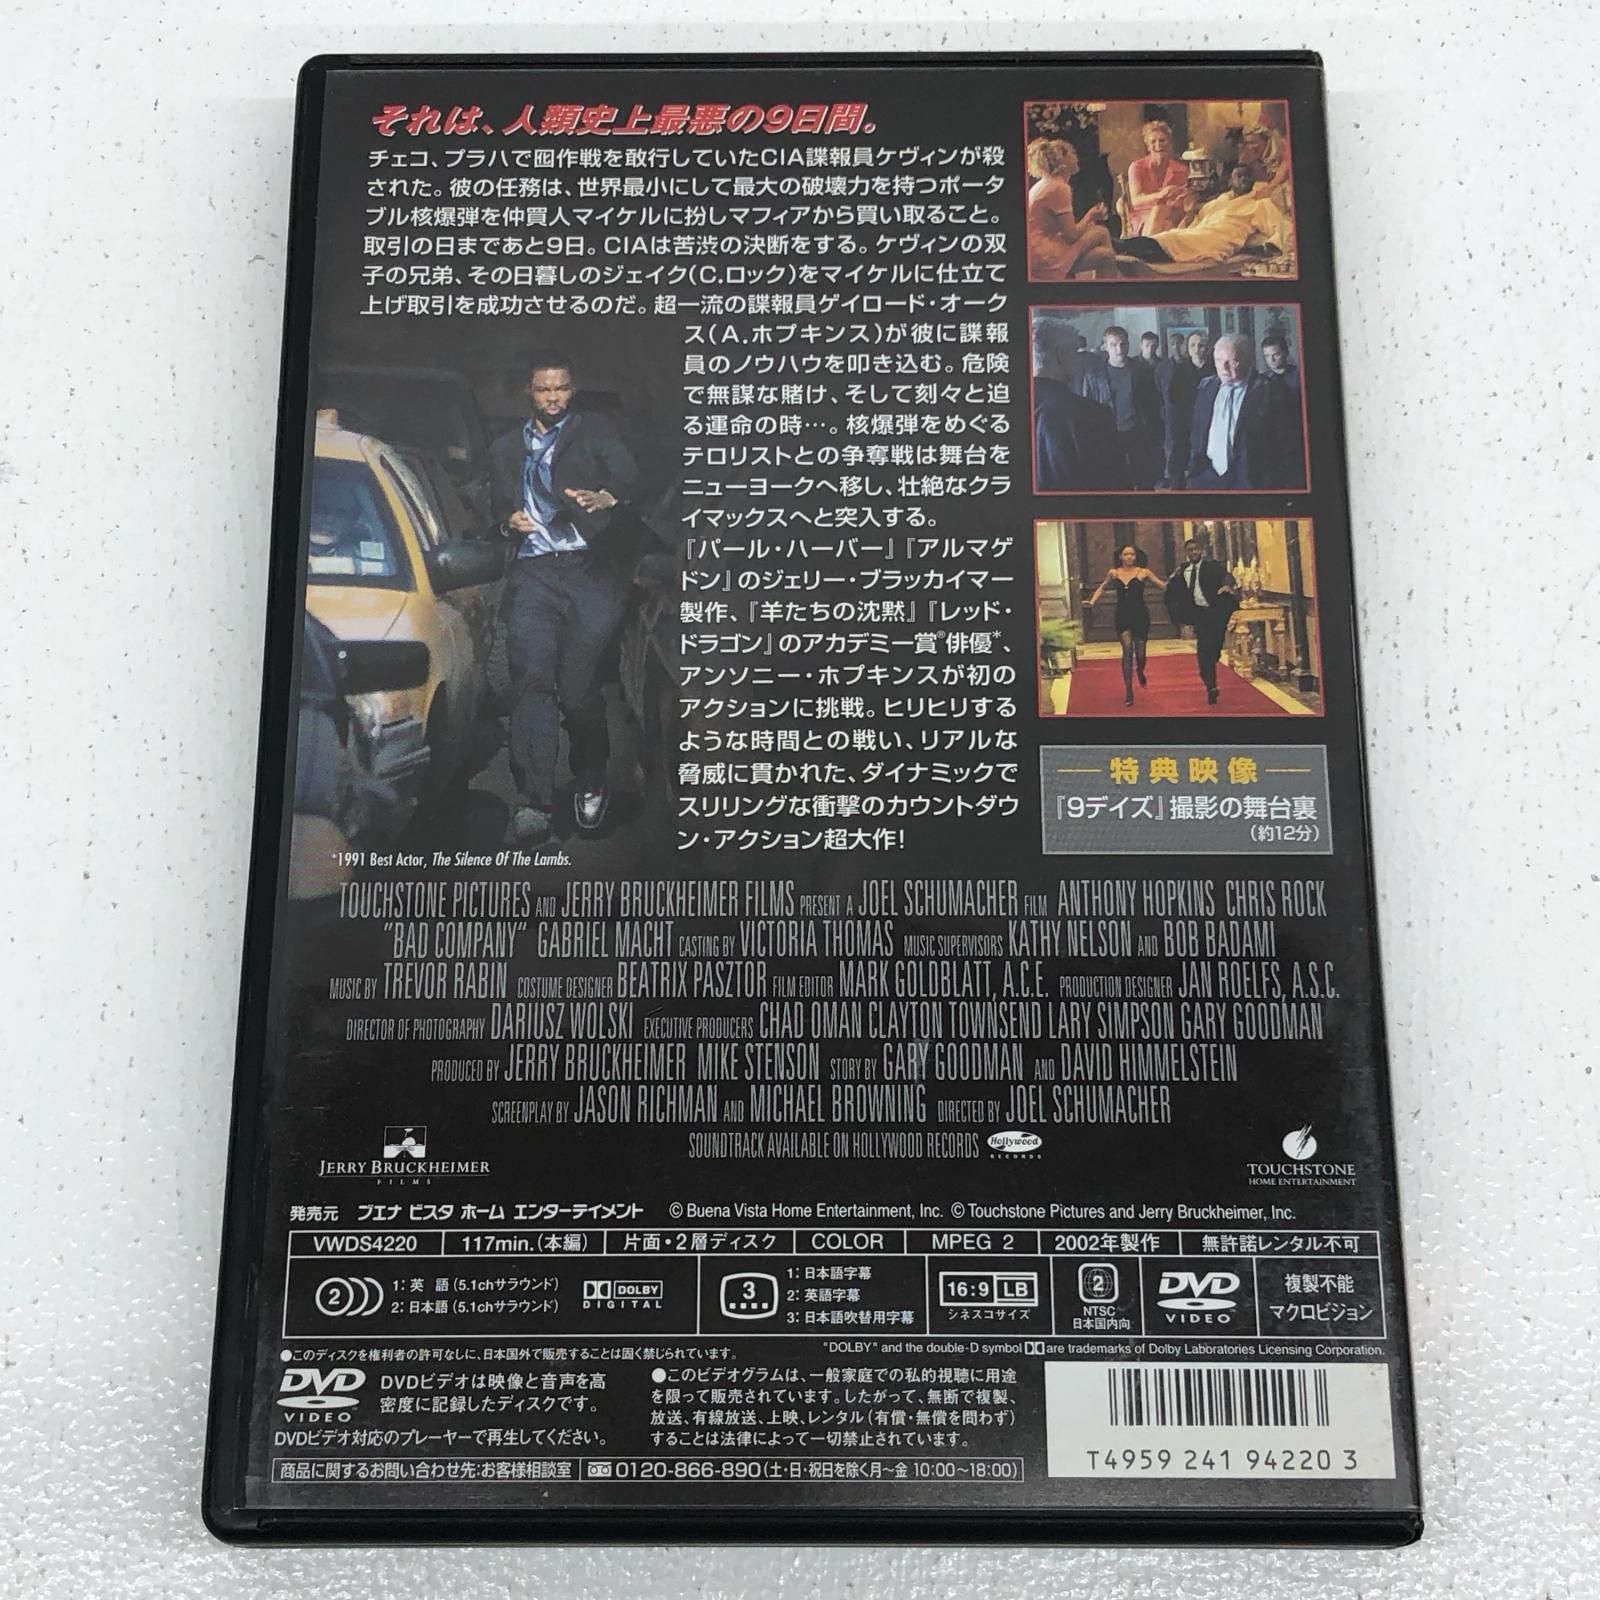 それは、人類史上最悪の9日間。
チェコ、プラハで囮作戦を敢行していたCIA諜報員ケヴィンが殺
された。彼の任務は、世界最小にして最大の破壊力を持つポータ
ブル核爆弾を仲買人マイケルに扮しマフィアから買い取ること。
取引の日まであと9日。CIAは苦渋の決断をする。ケヴィンの双
子の兄弟、その日暮しのジェイク(C.ロック)をマイケルに仕立て
上げ取引を成功させるのだ。超一流の諜報員ゲイロード・オーク
ス(A.ホプキンス)が彼に諜報
員のノウハウを叩き込む。危険
で無謀な賭け、そして刻々と迫
る運命の時…。核爆弾をめぐる
テロリストとの争奪戦は舞台を
ニューヨークへ移し、壮絶なクラ
イマックスへと突入する。
『パール・ハーバー』『アルマゲ
ドン』のジェリー・ブラッカイマー
製作、『羊たちの沈黙』『レッド・
ドラゴン』のアカデミー賞®俳優*、
アンソニー・ホプキンスが初の
アクションに挑戦。ヒリヒリする
ような時間との戦い、リアルな
脅威に貫かれた、ダイナミックで
スリリングな衝撃のカウントダウ
ン・アクション超大作!
*1991 Best Actor, The Silence Of The Lambs.
特典映像
『9デイズ』撮影の舞台裏
(約12分)
TOUCHSTONE PICTURES AND JERRY BRUCKHEIMER FILMS PRESENT A JOEL SCHUMACHER FILM ANTHONY HOPKINS CHRIS ROCK
"BAD COMPANY" GABRIEL MACHT CASTING BY VICTORIA THOMAS MUSIC SUPERVISORS KATHY NELSON AND BOB BADAMI
MUSIC BY TREVOR RABIN COSTUME DESIGNER BEATRIX PASZTOR FILM EDITOR MARK GOLDBLATT, A.C.E. PRODUCTION DESIGNER JAN ROELFS, A.S.C.
DIRECTOR OF PHOTOGRAPHY DARIUSZ WOLSKI EXECUTIVE PRODUCERS CHAD OMAN CLAYTON TOWNSEND LARY SIMPSON GARY GOODMAN
PRODUCED BY JERRY BRUCKHEIMER MIKE STENSON STORY BY GARY GOODMAN AND DAVID HIMMELSTEIN
SCREENPLAY BY JASON RICHMAN AND MICHAEL BROWNING DIRECTED BY JOEL SCHUMACHER
SOUNDTRACK AVAILABLE ON HOLLYWOOD RECORDS Hollywood RECORDS
JERRY BRUCKHEIMER
FILMS
TOUCHSTONE
HOME ENTERTAINMENT
発売元 ブエナ ビスタ ホーム エンターテイメント © Buena Vista Home Entertainment, Inc. © Touchstone Pictures and Jerry Bruckheimer, Inc.
VWDS4220 117min.(本編) 片面・2層ディスク COLOR MPEG 2 2002年製作 無許諾レンタル不可
2 1:英 語(5.1chサラウンド)
2:日本語(5.1chサラウンド)
DOLBY
DIGITAL
3
1:日本語字幕
2:英語字幕
3:日本語吹替用字幕
16:9 LB
シネスコサイズ
2
NTSC
日本国内向
DVD
VIDEO
複製不能
マクロビジョン
●このディスクを権利者の許可なしに、日本国外で販売することは固く禁じられています。
"DOLBY" and the double-D symbol are trademarks of Dolby Laboratories Licensing Corporation.
DVD
VIDEO
DVDビデオは映像と音声を高
密度に記録したディスクです。
DVDビデオ対応のプレーヤーで再生してください。
●このビデオグラムは、一般家庭での私的視聴に用途
を限って販売されています。したがって、無断で複製、
放送、有線放送、上映、レンタル(有償・無償を問わず)
することは法律によって一切禁止されています。
商品に関するお問い合わせ先:お客様相談室 0120-866-890(土・日・祝日を除く月〜金 10:00〜18:00)
T4959 241 94220 3